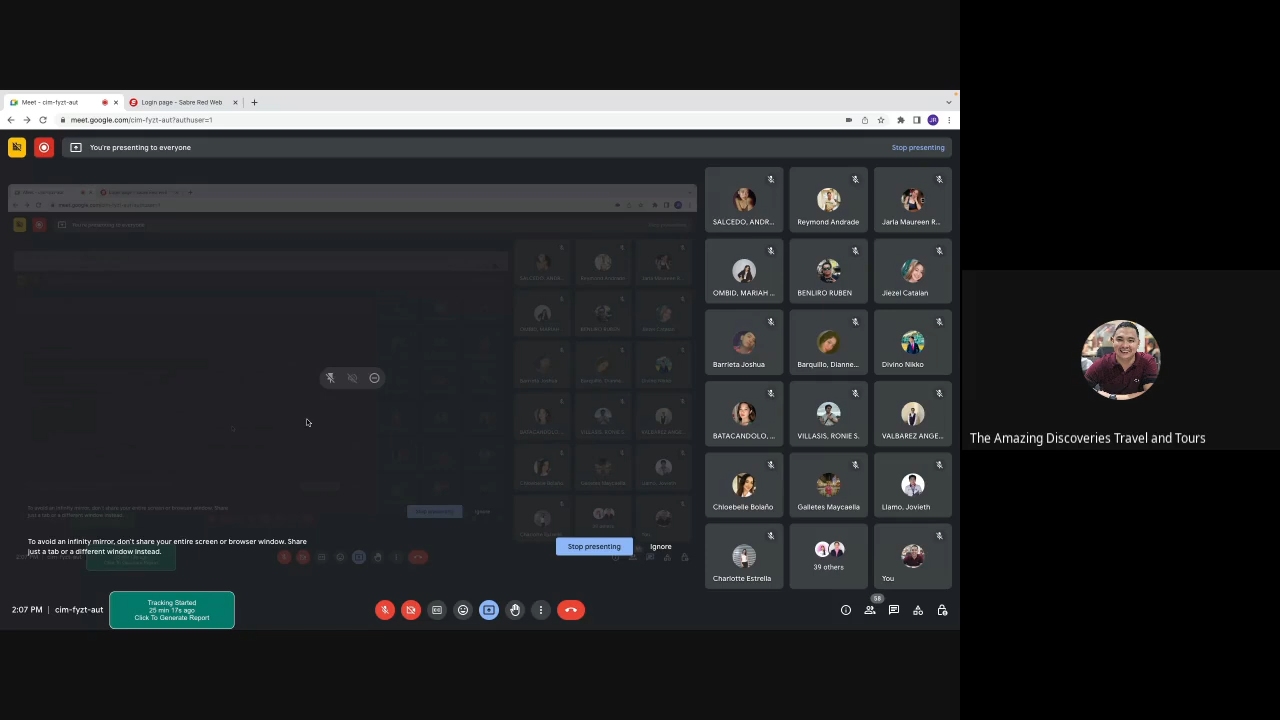 Meet - cim-fyzt-aut
Login page - Sabre Red Web
meet.google.com/cim-fyzt-aut?authuser=1
JR
You're presenting to everyone
Stop presenting
SALCEDO, ANDR...
Reymond Andrade
Jarla Maureen R...
OMBID, MARIAH ...
BENLIRO RUBEN
Jiezel Catalan
Barrieta Joshua
Barquillo, Dianne...
Divino Nikko
BATACANDOLO, ...
VILLASIS, RONIE S.
VALBAREZ ANGE...
Chloebelle Bolaño
Galletes Maycaella
Llamo, Jovieth
Charlotte Estrella
39 others
You
The Amazing Discoveries Travel and Tours
To avoid an infinity mirror, don't share your entire screen or browser window. Share
just a tab or a different window instead.
Stop presenting
Ignore
2:07 PM | cim-fyzt-aut
Tracking Started
25 min 17s ago
Click To Generate Report
58